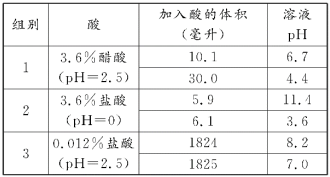 组别 酸 加入酸的体积(毫升) 溶液pH
1 3.6%醋酸(pH=2.5) 10.1 6.7
30.0 4.4
2 3.6%盐酸(pH=0) 5.9 11.4
6.1 3.6
3 0.012%盐酸(pH=2.5) 1824 8.2
1825 7.0